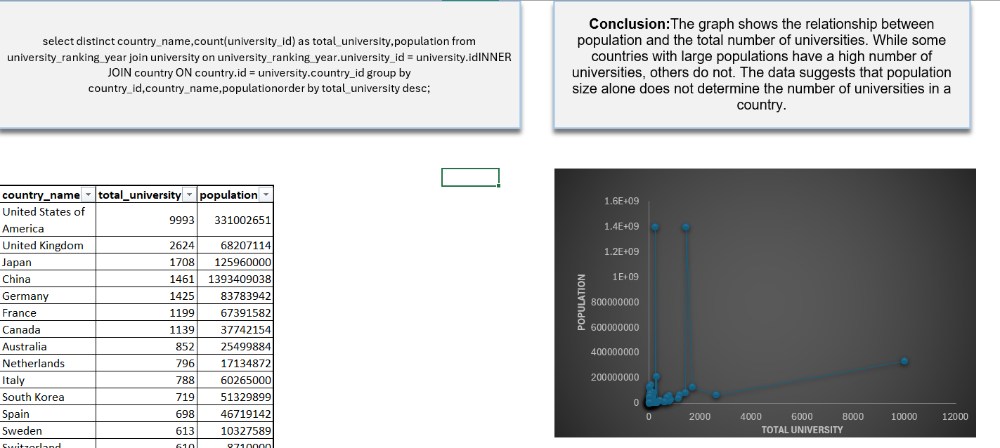 select distinct country_name,count(university_id) as total_university,population from
university_ranking_year join university on university_ranking_year.university_id = university.idINNER
JOIN country ON country.id = university.country_id group by
country_id,country_name,populationorder by total_university desc;
Conclusion:The graph shows the relationship between
population and the total number of universities. While some
countries with large populations have a high number of
universities, others do not. The data suggests that population
size alone does not determine the number of universities in a
country.
country_name total_university population
United States of
America 9993 331002651
United Kingdom 2624 68207114
Japan 1708 125960000
China 1461 1393409038
Germany 1425 83783942
France 1199 67391582
Canada 1139 37742154
Australia 852 25499884
Netherlands 796 17134872
Italy 788 60265000
South Korea 719 51329899
Spain 698 46719142
Sweden 613 10327589
Switzerland 610 8710000
POPULATION
1.6E+09
1.4E+09
1.2E+09
1E+09
800000000
600000000
400000000
200000000
0
0 2000 4000 6000 8000 10000 12000
TOTAL UNIVERSITY